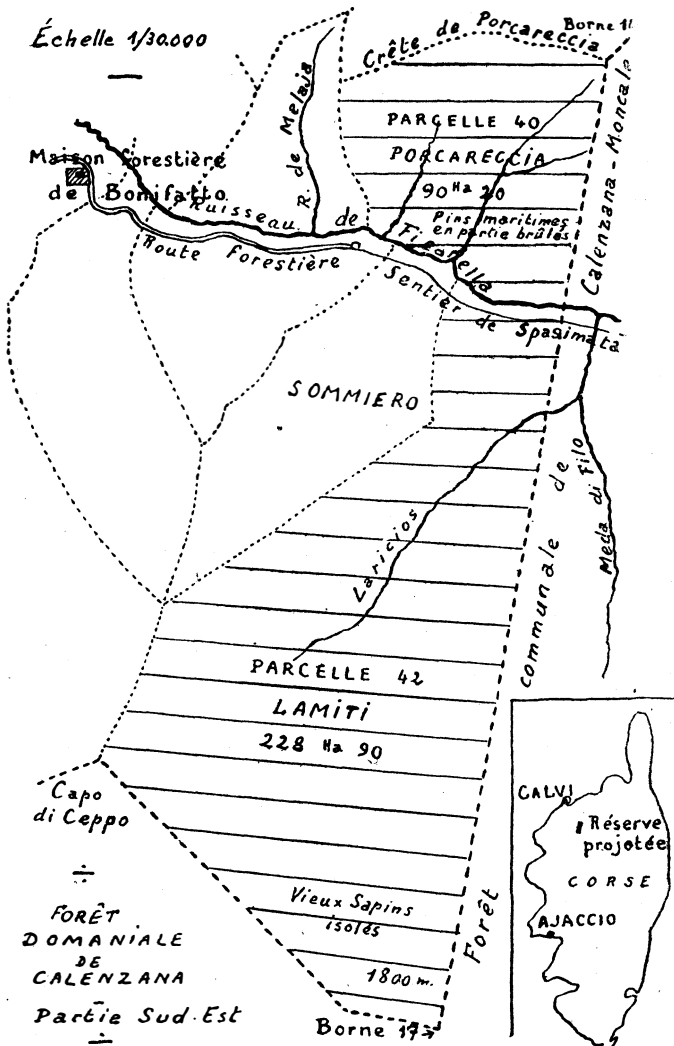 Échelle 1/30.000
Borne 11
Crête de Porcareccia
R. de Melaja
PARCELLE 40
PORCARECCIA
90 Ha 20
Pins maritimes
en partie brûlés
Maison forestière
de Bonifatto
Ruisseau de Figarella
Route forestière
Sentier de Spasimata
SOMMIERO
Forêt communale de Calenzana-Moncale
Meda di Filo
Laricios
PARCELLE 42
LAMITI
228 Ha 90
Capo
di Ceppo
Vieux Sapins
isolés
1800 m.
Borne 17
FORÊT
DOMANIALE
DE
CALENZANA
Partie Sud-Est
CALVI
Réserve
projotée
CORSE
AJACCIO